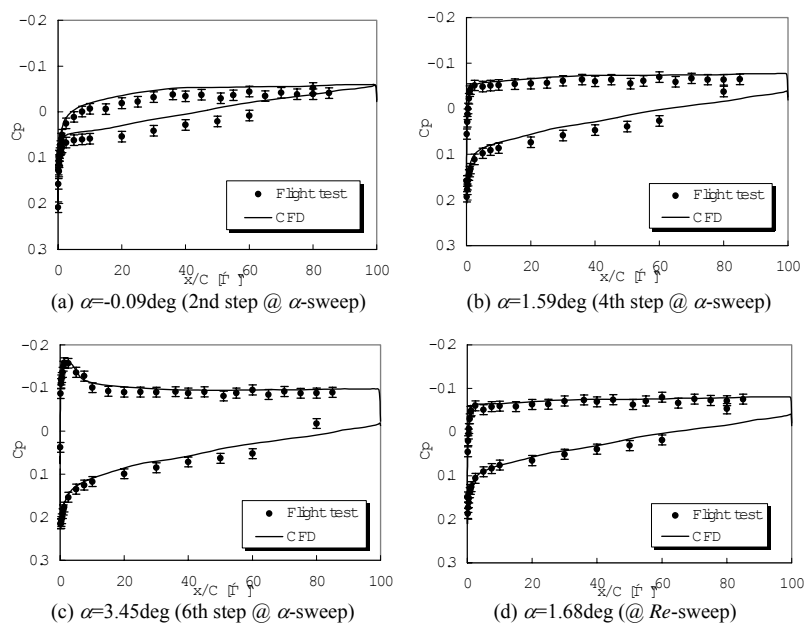 -0.2
-0.1
0
0.1
0.2
0.3
Cp
0 20 40 60 80 100
x/C
Flight test
CFD
(a) α=-0.09deg (2nd step @ α-sweep)
-0.2
-0.1
0
0.1
0.2
0.3
Cp
0 20 40 60 80 100
x/C
Flight test
CFD
(b) α=1.59deg (4th step @ α-sweep)
-0.2
-0.1
0
0.1
0.2
0.3
Cp
0 20 40 60 80 100
x/C
Flight test
CFD
(c) α=3.45deg (6th step @ α-sweep)
-0.2
-0.1
0
0.1
0.2
0.3
Cp
0 20 40 60 80 100
x/C
Flight test
CFD
(d) α=1.68deg (@ Re-sweep)